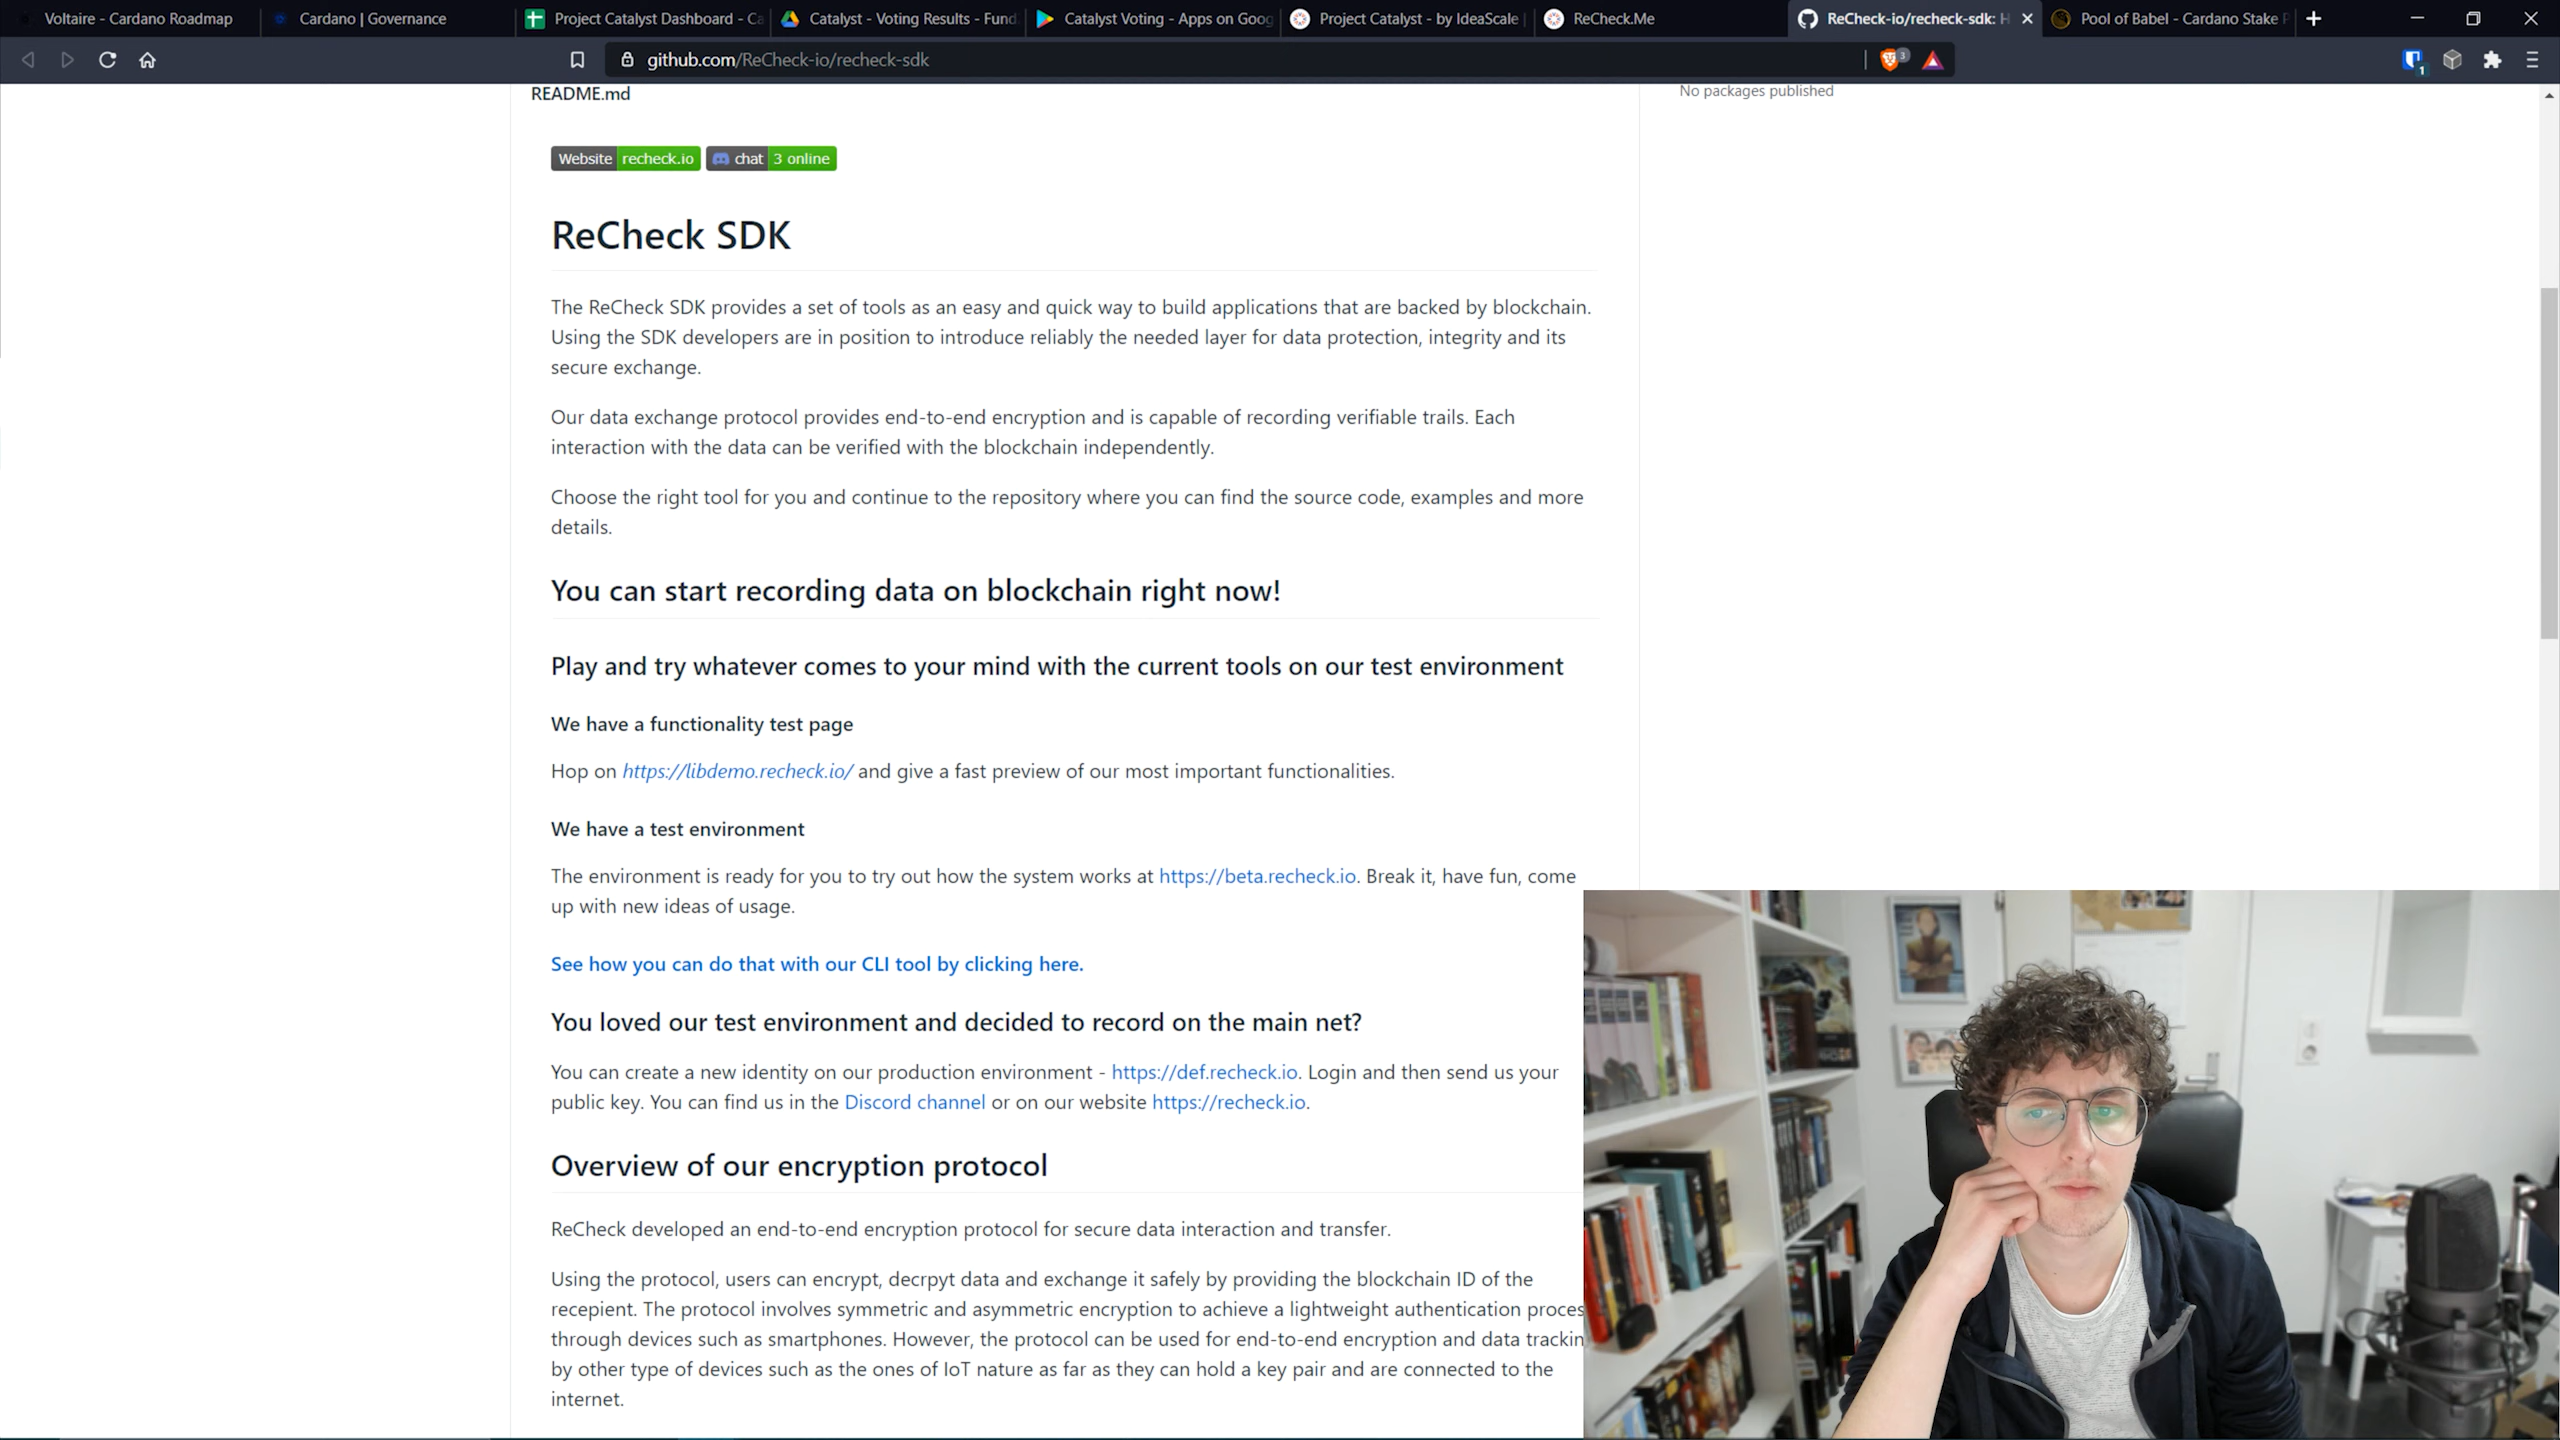 Voltaire - Cardano Roadmap
Cardano | Governance
Project Catalyst Dashboard - Ca
Catalyst - Voting Results - Fund
Catalyst Voting - Apps on Goog
Project Catalyst - by IdeaScale
ReCheck.Me
ReCheck-io/recheck-sdk: H
Pool of Babel - Cardano Stake P
github.com/ReCheck-io/recheck-sdk
3
1
README.md
No packages published
Website recheck.io chat 3 online
ReCheck SDK
The ReCheck SDK provides a set of tools as an easy and quick way to build applications that are backed by blockchain.
Using the SDK developers are in position to introduce reliably the needed layer for data protection, integrity and its
secure exchange.
Our data exchange protocol provides end-to-end encryption and is capable of recording verifiable trails. Each
interaction with the data can be verified with the blockchain independently.
Choose the right tool for you and continue to the repository where you can find the source code, examples and more
details.
You can start recording data on blockchain right now!
Play and try whatever comes to your mind with the current tools on our test environment
We have a functionality test page
Hop on https://libdemo.recheck.io/ and give a fast preview of our most important functionalities.
We have a test environment
The environment is ready for you to try out how the system works at https://beta.recheck.io. Break it, have fun, come
up with new ideas of usage.
See how you can do that with our CLI tool by clicking here.
You loved our test environment and decided to record on the main net?
You can create a new identity on our production environment - https://def.recheck.io. Login and then send us your
public key. You can find us in the Discord channel or on our website https://recheck.io.
Overview of our encryption protocol
ReCheck developed an end-to-end encryption protocol for secure data interaction and transfer.
Using the protocol, users can encrypt, decrpyt data and exchange it safely by providing the blockchain ID of the
recepient. The protocol involves symmetric and asymmetric encryption to achieve a lightweight authentication proces
through devices such as smartphones. However, the protocol can be used for end-to-end encryption and data trackin
by other type of devices such as the ones of IoT nature as far as they can hold a key pair and are connected to the
internet.